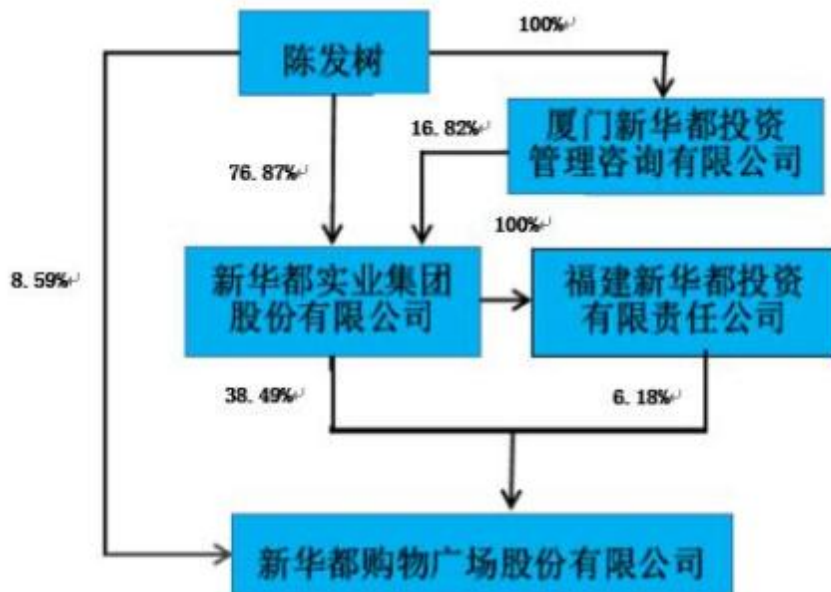 100%
陈发树
16.82%
厦门新华都投资
管理咨询有限公司
76.87%
100%
8.59%
新华都实业集团
股份有限公司
福建新华都投资
有限责任公司
38.49%
6.18%
新华都购物广场股份有限公司